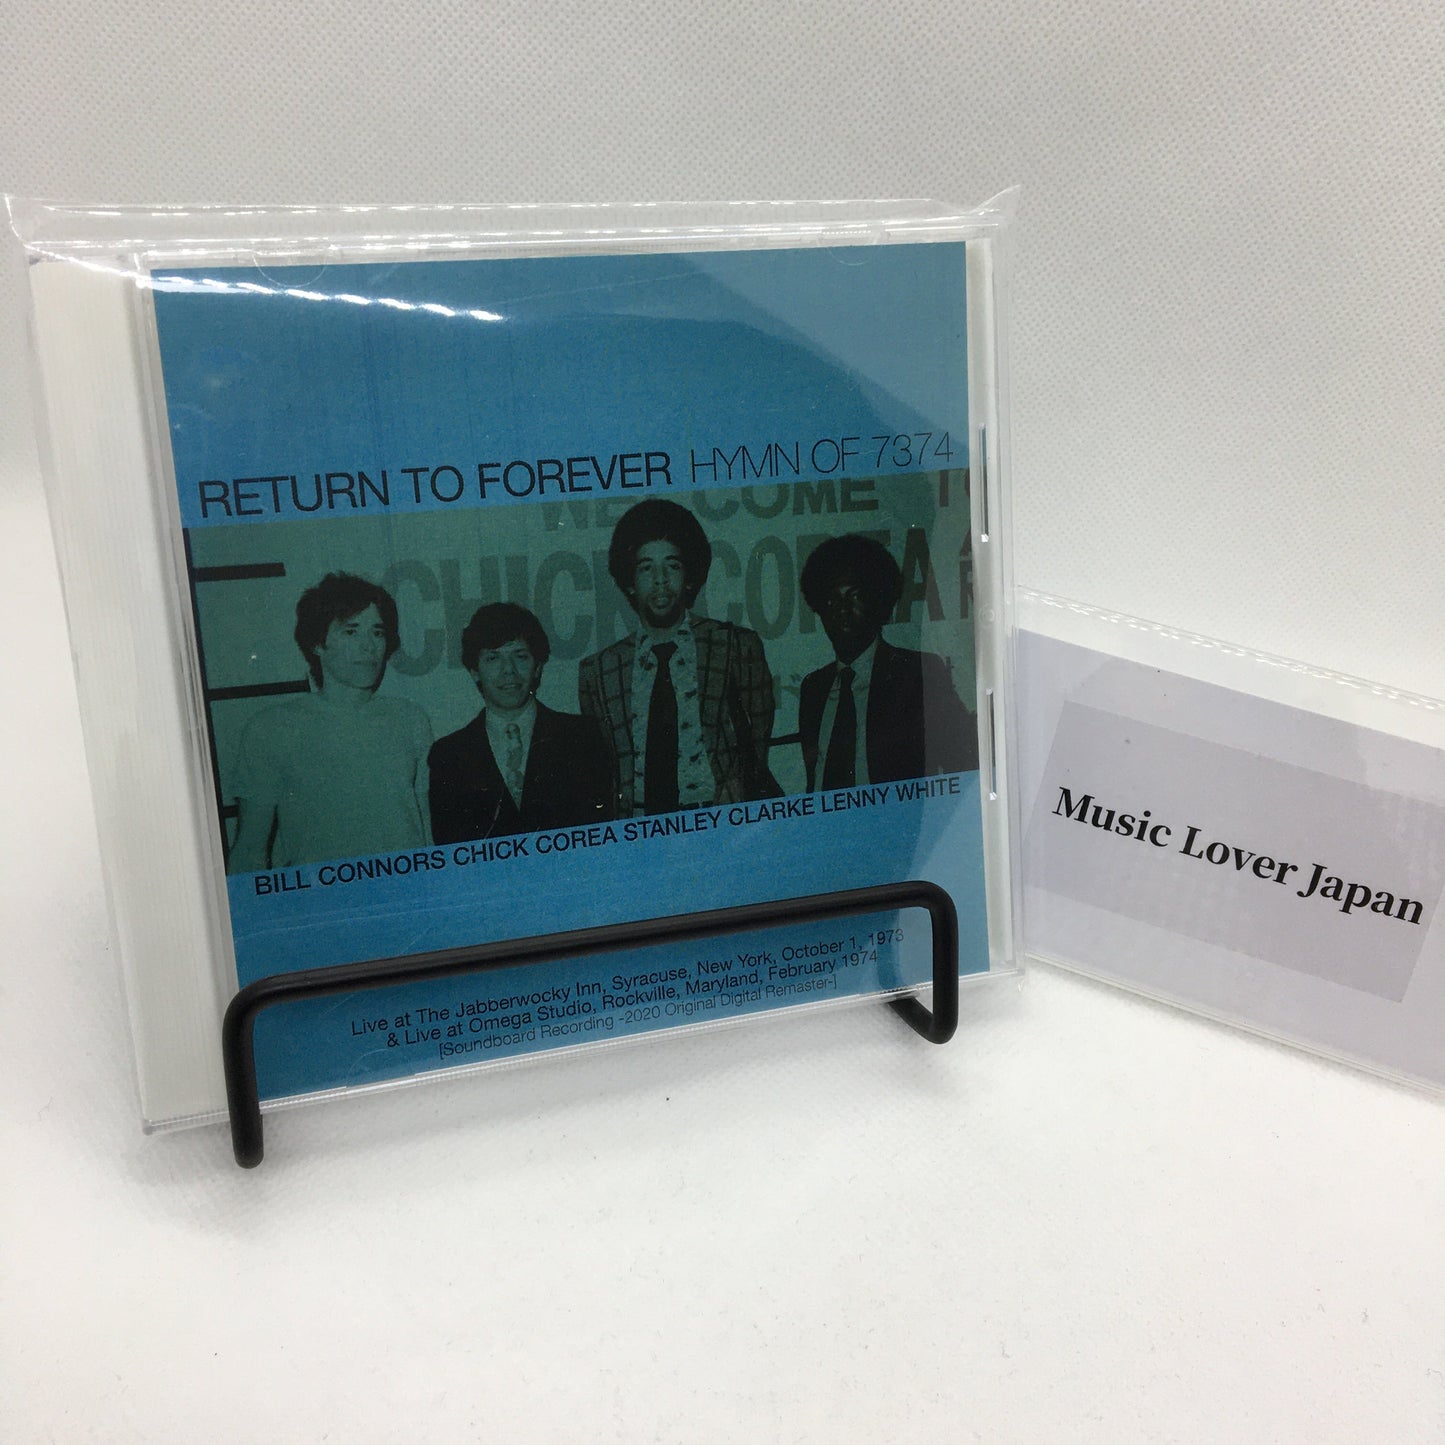 RETURN TO FOREVER HYMN OF 7374
WELCOME TO
CHICK COREA
BILL CONNORS CHICK COREA STANLEY CLARKE LENNY WHITE
Live at The Jabberwocky Inn, Syracuse, New York, October 1, 1973
& Live at Omega Studio, Rockville, Maryland, February 1974
[Soundboard Recording -2020 Original Digital Remaster-]
Music Lover Japan